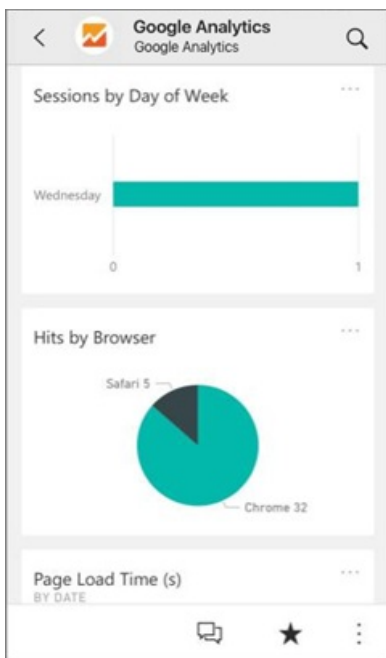 Google Analytics
Google Analytics
Sessions by Day of Week
Wednesday
0 1
Hits by Browser
Safari 5
Chrome 32
Page Load Time (s)
BY DATE